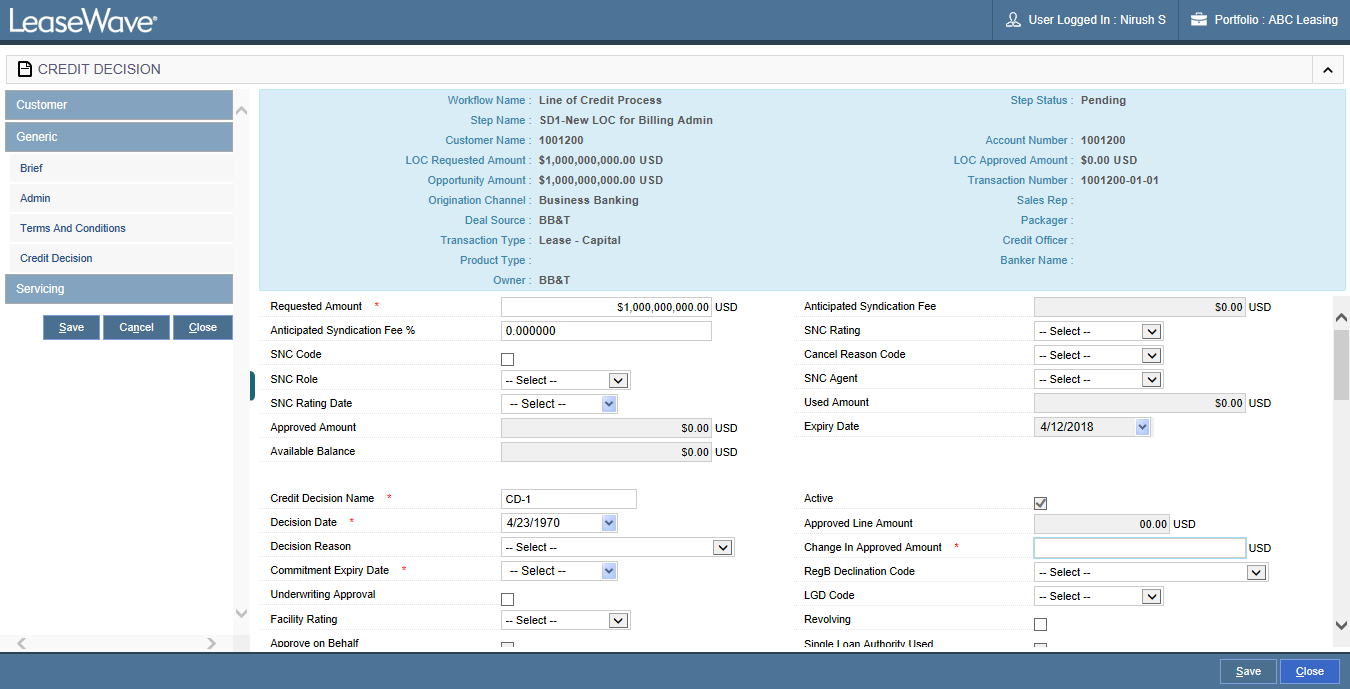 LeaseWave®
User Logged In : Nirush S
Portfolio : ABC Leasing
CREDIT DECISION
Customer
Generic
Brief
Admin
Terms And Conditions
Credit Decision
Servicing
Save Cancel Close
Workflow Name : Line of Credit Process
Step Status : Pending
Step Name : SD1-New LOC for Billing Admin
Customer Name : 1001200
Account Number : 1001200
LOC Requested Amount : $1,000,000,000.00 USD
LOC Approved Amount : $0.00 USD
Opportunity Amount : $1,000,000,000.00 USD
Transaction Number : 1001200-01-01
Origination Channel : Business Banking
Sales Rep :
Deal Source : BB&T
Packager :
Transaction Type : Lease - Capital
Credit Officer :
Product Type :
Banker Name :
Owner : BB&T
Requested Amount * $1,000,000,000.00 USD
Anticipated Syndication Fee $0.00 USD
Anticipated Syndication Fee % 0.000000
SNC Rating -- Select --
SNC Code
Cancel Reason Code -- Select --
SNC Role -- Select --
SNC Agent -- Select --
SNC Rating Date -- Select --
Used Amount $0.00 USD
Approved Amount $0.00 USD
Expiry Date 4/12/2018
Available Balance $0.00 USD
Credit Decision Name * CD-1
Active
Decision Date * 4/23/1970
Approved Line Amount 00.00 USD
Decision Reason -- Select --
Change In Approved Amount * USD
Commitment Expiry Date * -- Select --
RegB Declination Code -- Select --
Underwriting Approval
LGD Code -- Select --
Facility Rating -- Select --
Revolving
Approve on Behalf
Single Loan Authority Used
Save Close